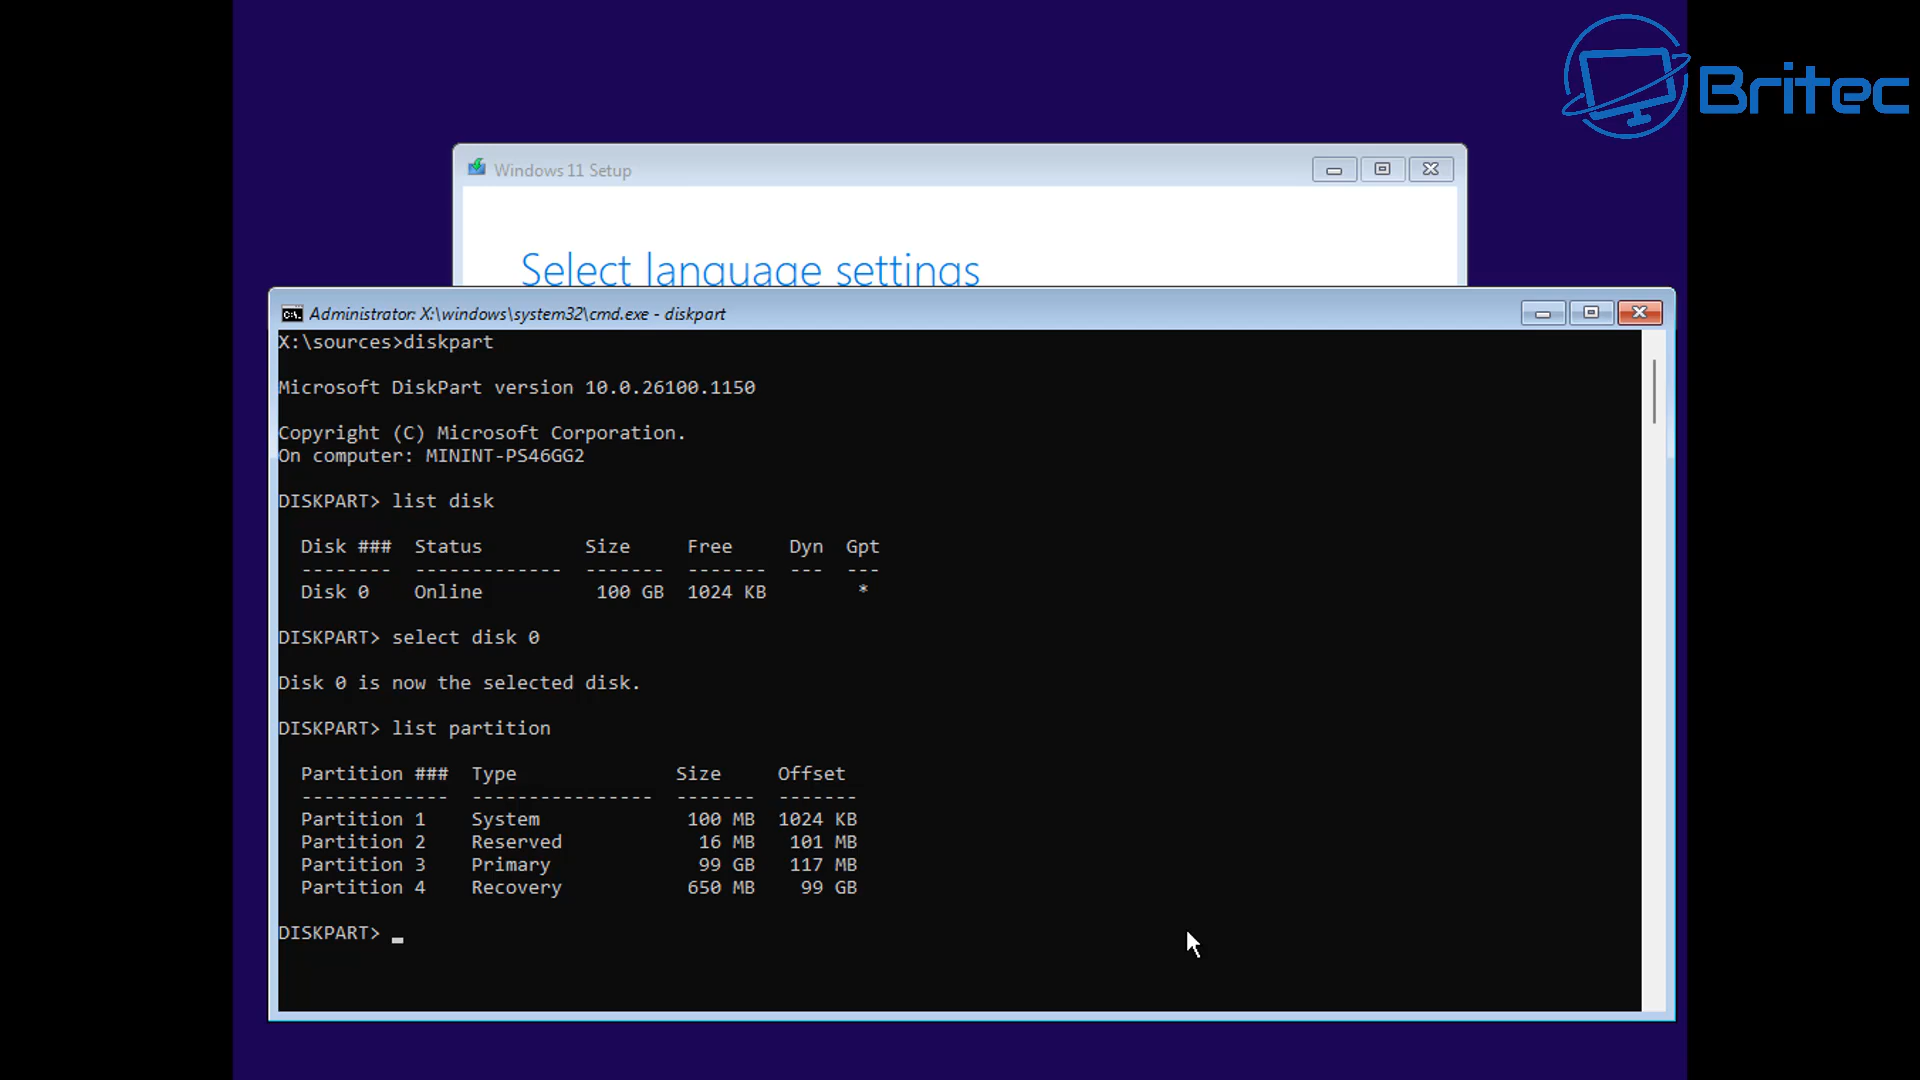 Britec
Windows 11 Setup
Select language settings
Administrator: X:\windows\system32\cmd.exe - diskpart
X:\sources>diskpart
Microsoft DiskPart version 10.0.26100.1150
Copyright (C) Microsoft Corporation.
On computer: MININT-PS46GG2
DISKPART> list disk
Disk ###  Status         Size     Free     Dyn  Gpt
--------  -------------  -------  -------  ---  ---
Disk 0    Online          100 GB  1024 KB        *
DISKPART> select disk 0
Disk 0 is now the selected disk.
DISKPART> list partition
Partition ###  Type              Size     Offset
-------------  ----------------  -------  -------
Partition 1    System             100 MB  1024 KB
Partition 2    Reserved            16 MB   101 MB
Partition 3    Primary             99 GB   117 MB
Partition 4    Recovery           650 MB    99 GB
DISKPART> _